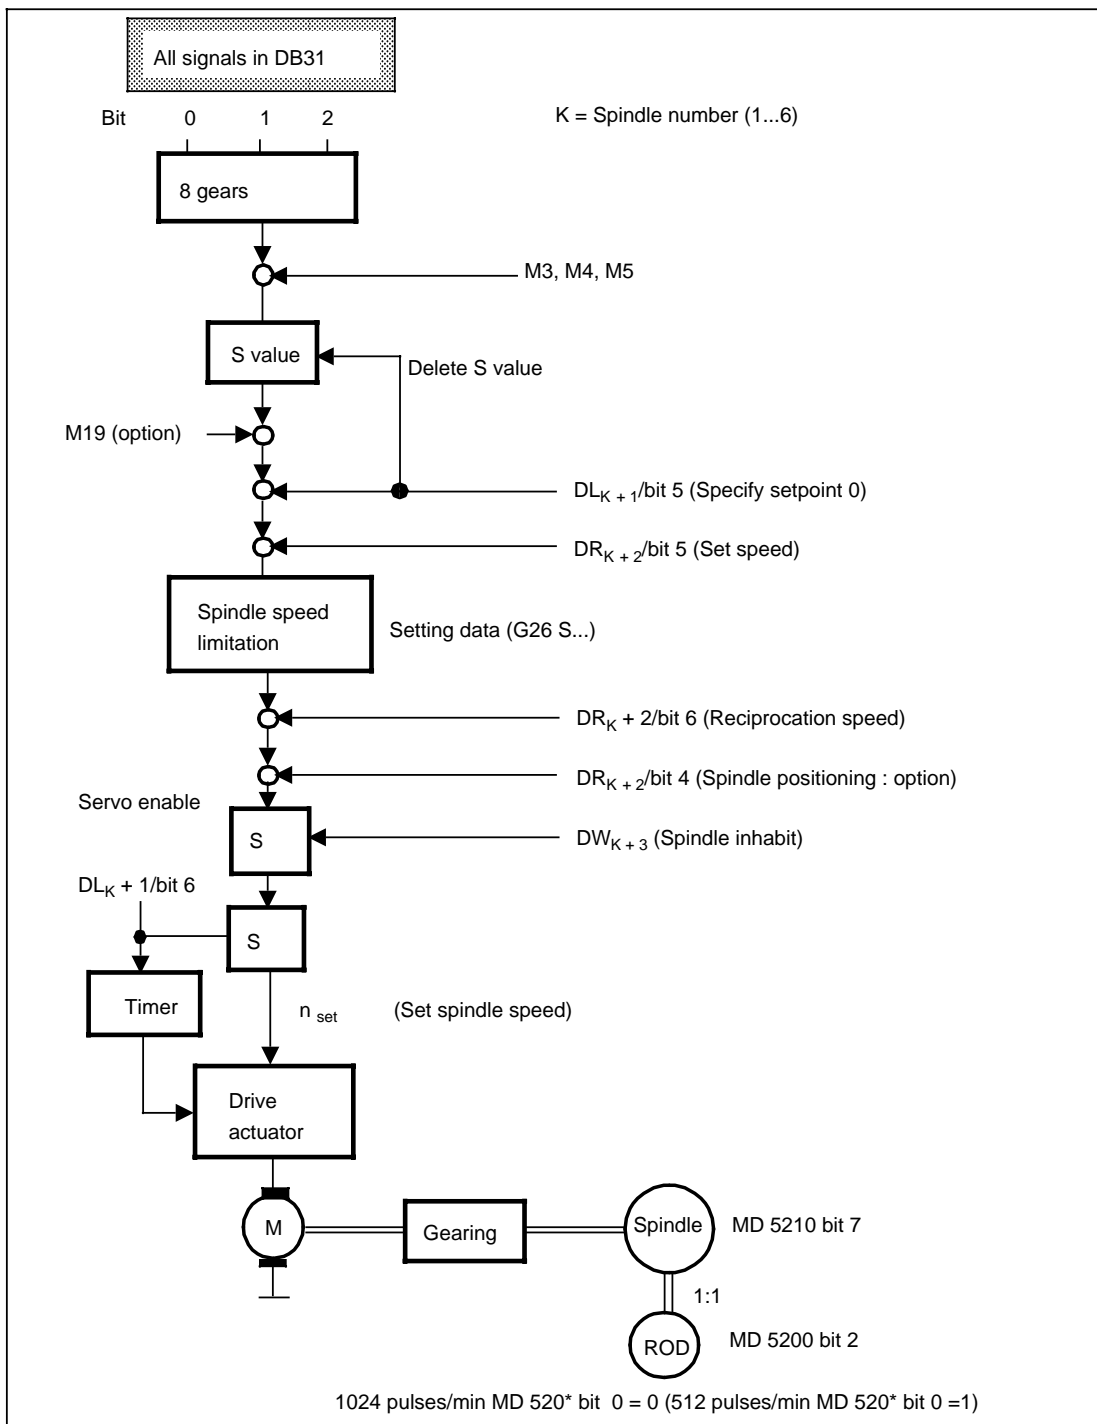 All signals in DB31
Bit 0 1 2
K = Spindle number (1...6)
8 gears
M3, M4, M5
S value
Delete S value
M19 (option)
DLK + 1/bit 5 (Specify setpoint 0)
DRK + 2/bit 5 (Set speed)
Spindle speed
limitation
Setting data (G26 S...)
DRK + 2/bit 6 (Reciprocation speed)
DRK + 2/bit 4 (Spindle positioning : option)
Servo enable
S
DWK + 3 (Spindle inhabit)
DLK + 1/bit 6
S
Timer
n set (Set spindle speed)
Drive
actuator
M
Gearing
Spindle
MD 5210 bit 7
1:1
ROD
MD 5200 bit 2
1024 pulses/min MD 520* bit 0 = 0 (512 pulses/min MD 520* bit 0 =1)